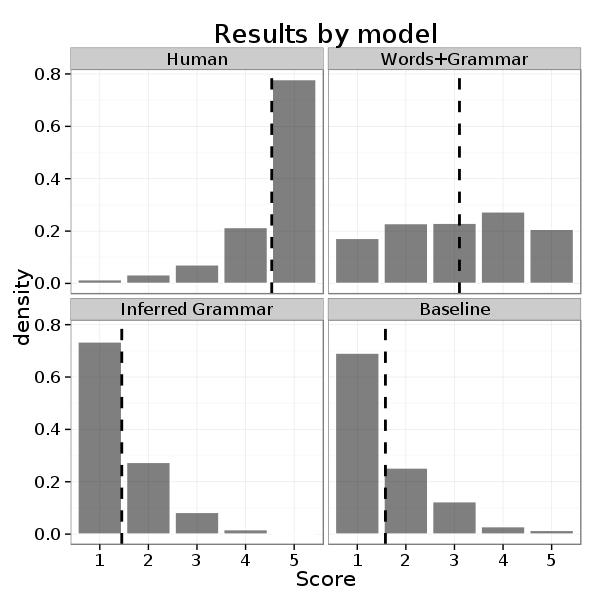 Results by model
Human
Words+Grammar
0.8
0.6
0.4
0.2
0.0
Inferred Grammar
Baseline
0.8
0.6
0.4
0.2
0.0
density
1 2 3 4 5
1 2 3 4 5
Score